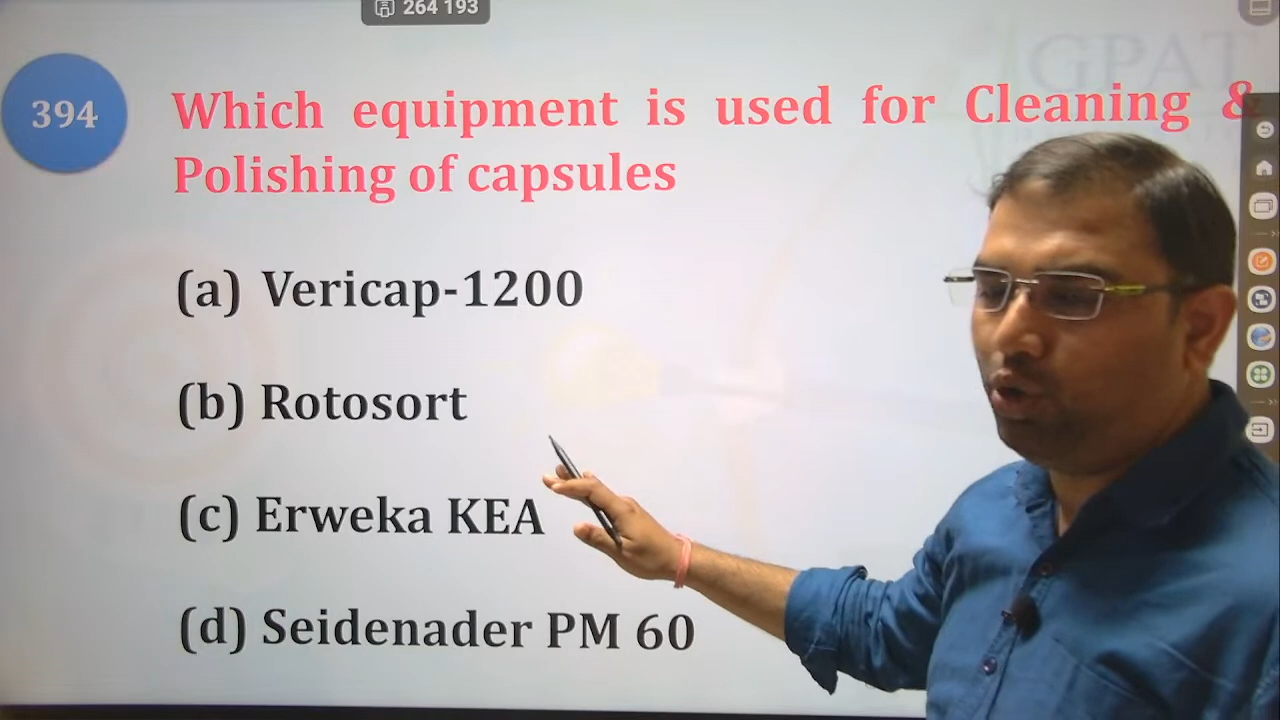 264 193
GPAT
394
Which equipment is used for Cleaning &
Polishing of capsules
(a) Vericap-1200
(b) Rotosort
(c) Erweka KEA
(d) Seidenader PM 60